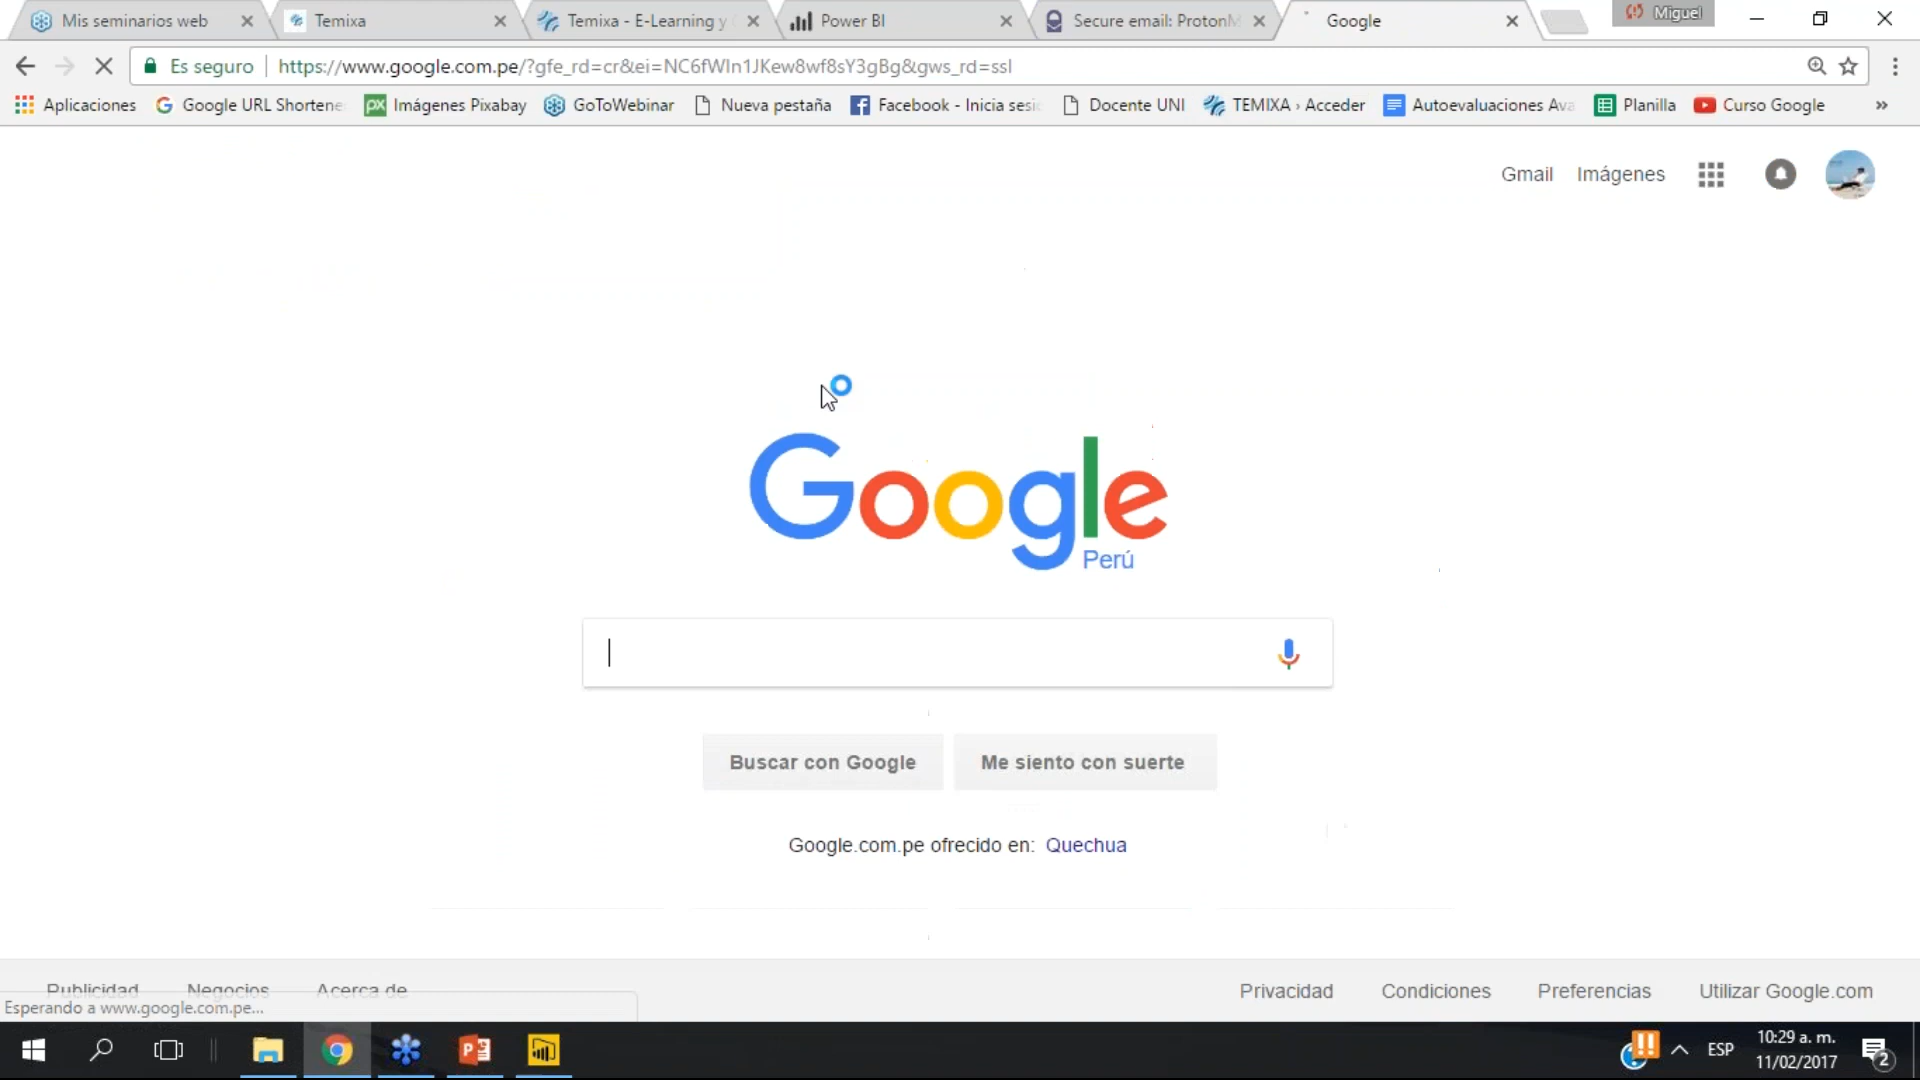 Mis seminarios web
Temixa
Temixa - E-Learning y
Power BI
Secure email: ProtonM
Google
Miguel
Es seguro
https://www.google.com.pe/?gfe_rd=cr&ei=NC6fWIn1JKew8wf8sY3gBg&gws_rd=ssl
Aplicaciones
Google URL Shortene
Imágenes Pixabay
GoToWebinar
Nueva pestaña
Facebook - Inicia sesi
Docente UNI
TEMIXA › Acceder
Autoevaluaciones Ava
Planilla
Curso Google
»
Gmail
Imágenes
Google
Perú
Buscar con Google
Me siento con suerte
Google.com.pe ofrecido en: Quechua
Publicidad
Negocios
Acerca de
Privacidad
Condiciones
Preferencias
Utilizar Google.com
Esperando a www.google.com.pe...
ESP
10:29 a. m.
11/02/2017
2